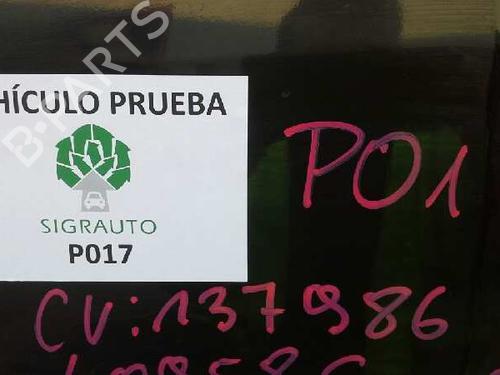 HÍCULO PRUEBA
SIGRAUTO
P017
PO1
CV:137986
B-PARTS